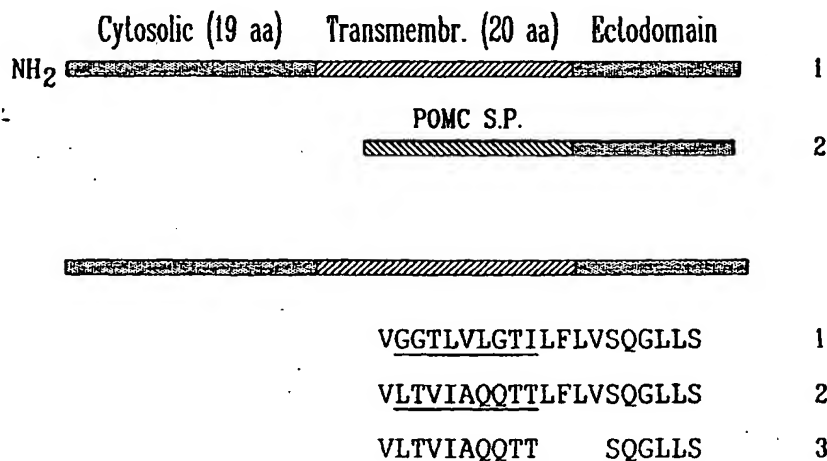 Cytosolic (19 aa) Transmembr. (20 aa) Ectodomain
NH2 1
POMC S.P.
2
VGGTLVLGTILFLVSQGLLS 1
VLTVIAQQTTLFLVSQGLLS 2
VLTVIAQQTT SQGLLS 3